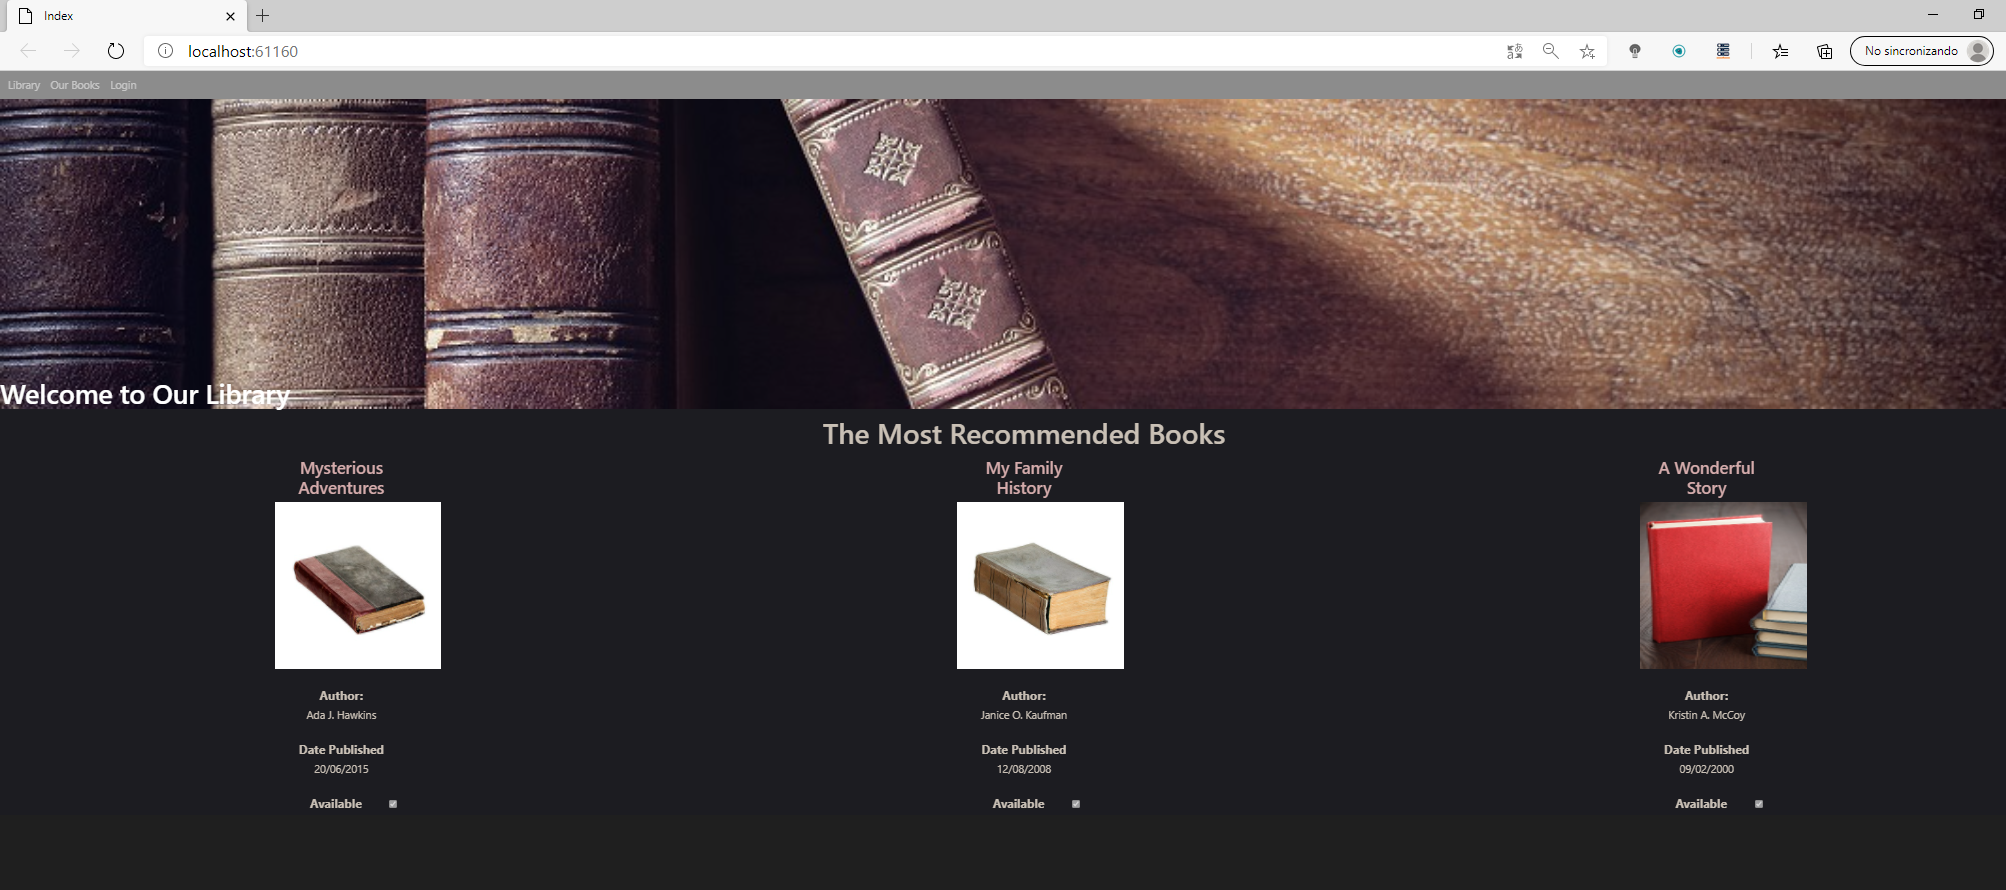 Index
localhost:61160
No sincronizando
Library Our Books Login
Welcome to Our Library
The Most Recommended Books
Mysterious
Adventures
Author:
Ada J. Hawkins
Date Published
20/06/2015
Available
My Family
History
Author:
Janice O. Kaufman
Date Published
12/08/2008
Available
A Wonderful
Story
Author:
Kristin A. McCoy
Date Published
09/02/2000
Available